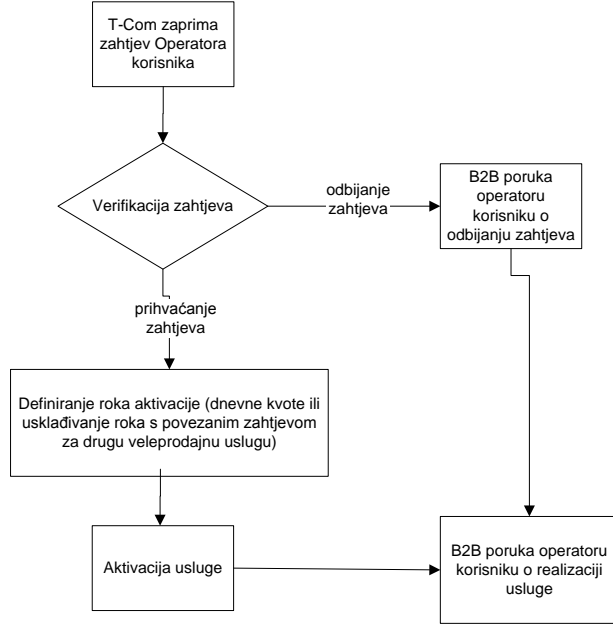 T-Com zaprima
zahtjev Operatora
korisnika
Verifikacija zahtjeva
odbijanje
zahtjeva
B2B poruka
operatoru
korisniku o
odbijanju zahtjeva
prihvaćanje
zahtjeva
Definiranje roka aktivacije (dnevne kvote ili
usklađivanje roka s povezanim zahtjevom
za drugu veleprodajnu uslugu)
Aktivacija usluge
B2B poruka operatoru
korisniku o realizaciji
usluge